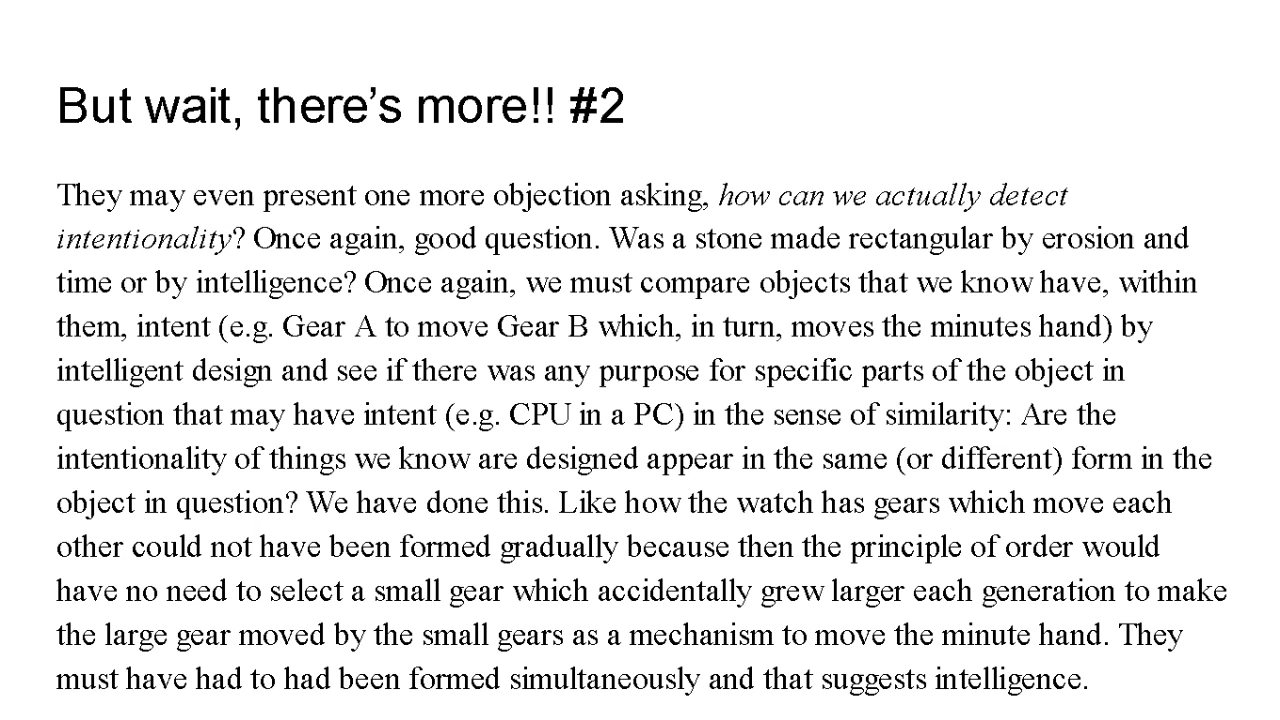 But wait, there’s more!! #2
They may even present one more objection asking, how can we actually detect
intentionality? Once again, good question. Was a stone made rectangular by erosion and
time or by intelligence? Once again, we must compare objects that we know have, within
them, intent (e.g. Gear A to move Gear B which, in turn, moves the minutes hand) by
intelligent design and see if there was any purpose for specific parts of the object in
question that may have intent (e.g. CPU in a PC) in the sense of similarity: Are the
intentionality of things we know are designed appear in the same (or different) form in the
object in question? We have done this. Like how the watch has gears which move each
other could not have been formed gradually because then the principle of order would
have no need to select a small gear which accidentally grew larger each generation to make
the large gear moved by the small gears as a mechanism to move the minute hand. They
must have had to had been formed simultaneously and that suggests intelligence.